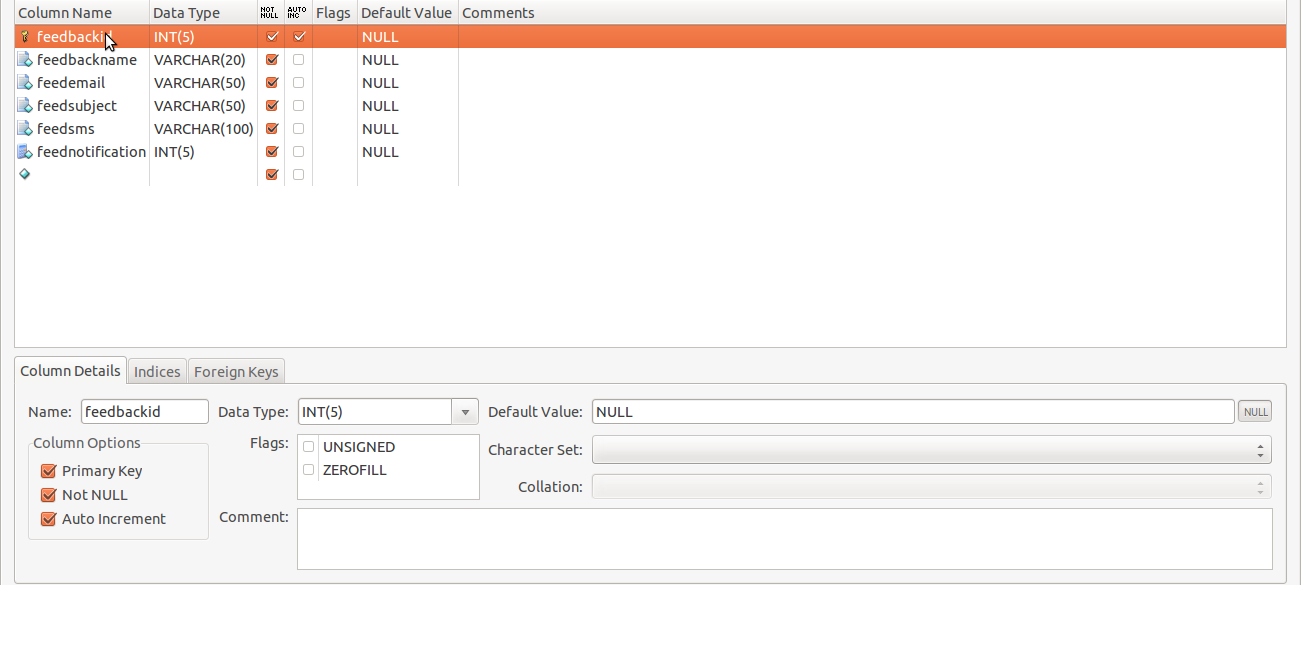 Column Name Data Type NOT NULL AUTO INC Flags Default Value Comments
feedbackid INT(5) NULL
feedbackname VARCHAR(20) NULL
feedemail VARCHAR(50) NULL
feedsubject VARCHAR(50) NULL
feedsms VARCHAR(100) NULL
feednotification INT(5) NULL
Column Details Indices Foreign Keys
Name: feedbackid Data Type: INT(5) Default Value: NULL NULL
Column Options Flags: UNSIGNED Character Set:
Primary Key ZEROFILL
Not NULL Collation:
Auto Increment Comment: